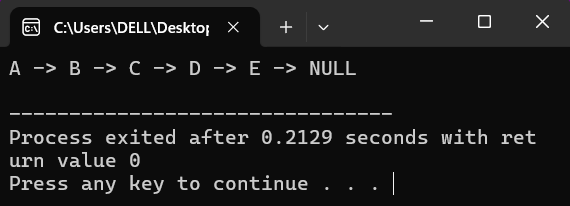 C:\Users\DELL\Desktop
A -> B -> C -> D -> E -> NULL
--------------------------------
Process exited after 0.2129 seconds with ret
urn value 0
Press any key to continue . . .